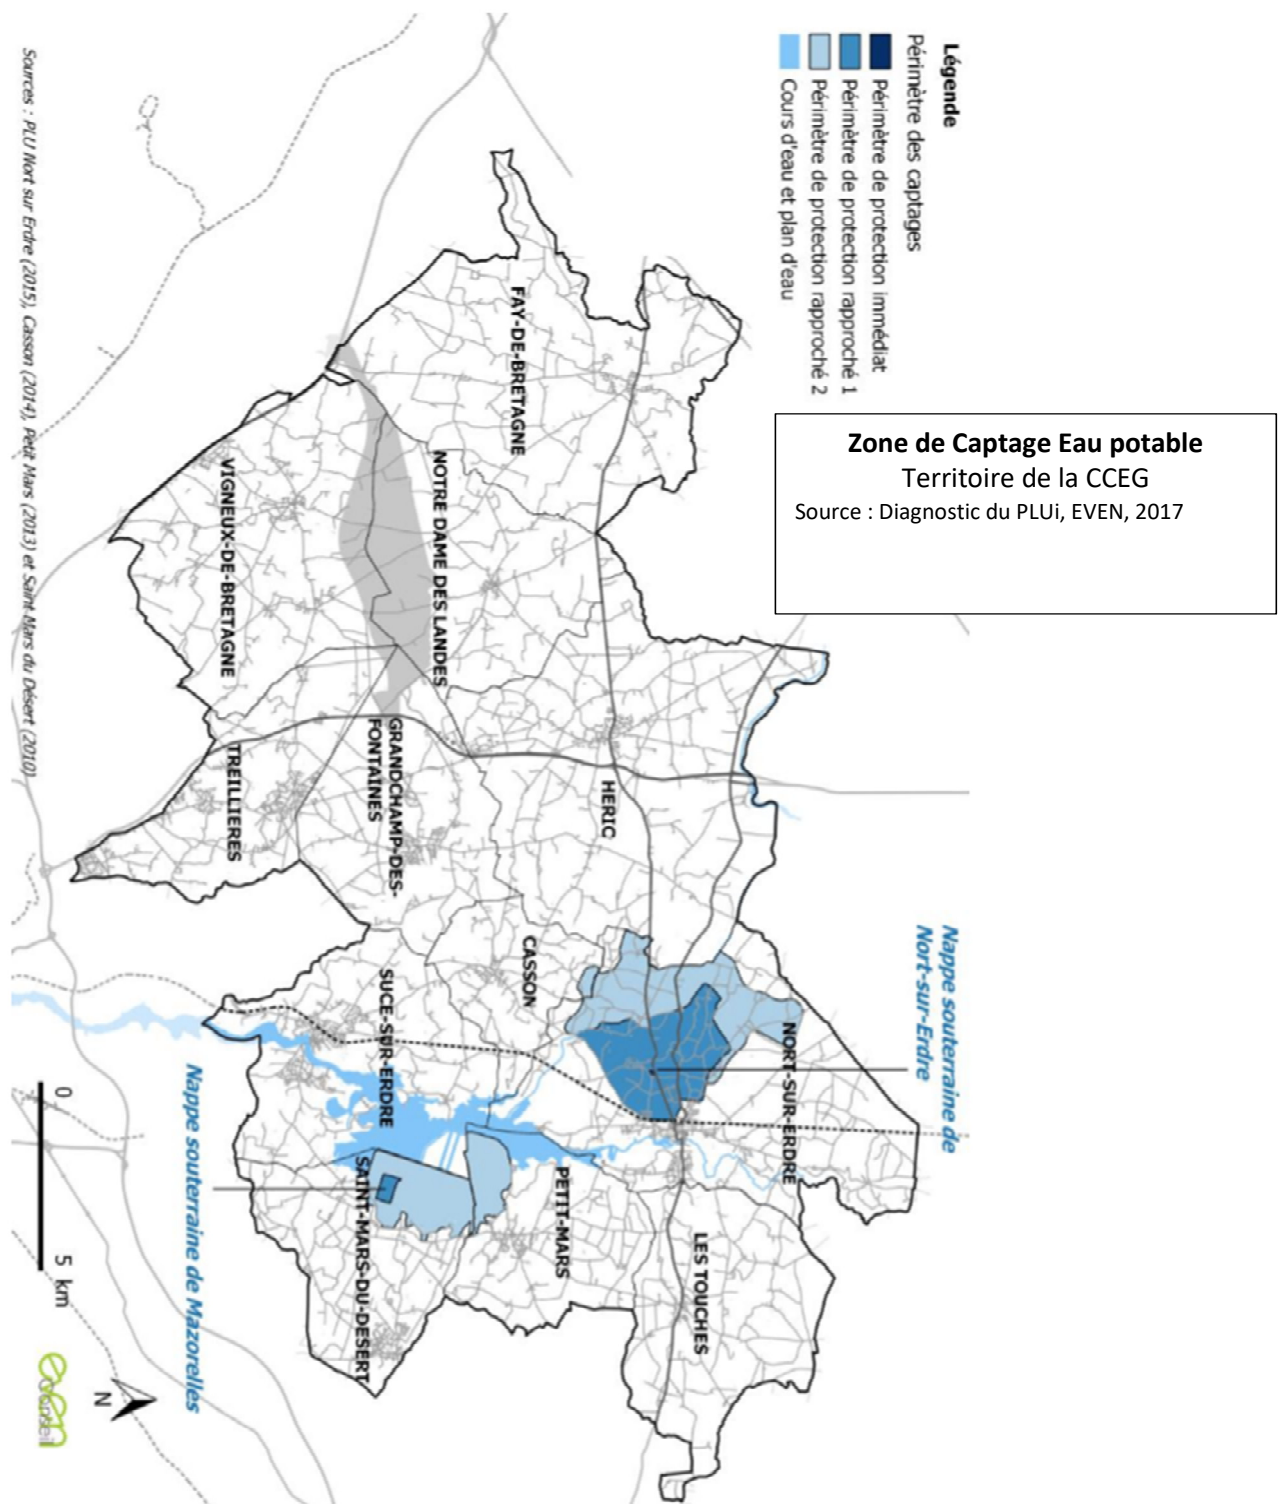 Légende
Périmètre des captages
Périmètre de protection immédiat
Périmètre de protection rapproché 1
Périmètre de protection rapproché 2
Cours d'eau et plan d'eau
Zone de Captage Eau potable
Territoire de la CCEG
Source : Diagnostic du PLUi, EVEN, 2017
Nappe souterraine de
Nort-sur-Erdre
FAY-DE-BRETAGNE
NOTRE DAME DES LANDES
VIGNEUX-DE-BRETAGNE
GRANDCHAMP-DES-
FONTAINES
TREILLIERES
HERIC
CASSON
SUCE-SUR-ERDRE
NORT-SUR-ERDRE
PETIT-MARS
LES TOUCHES
SAINT-MARS-DU-DESERT
Nappe souterraine de Mazorelles
0 5 km
N
even
Conseil
Sources : PLU Nort sur Erdre (2015), Casson (2014), Petit Mars (2013) et Saint Mars du Désert (2010)